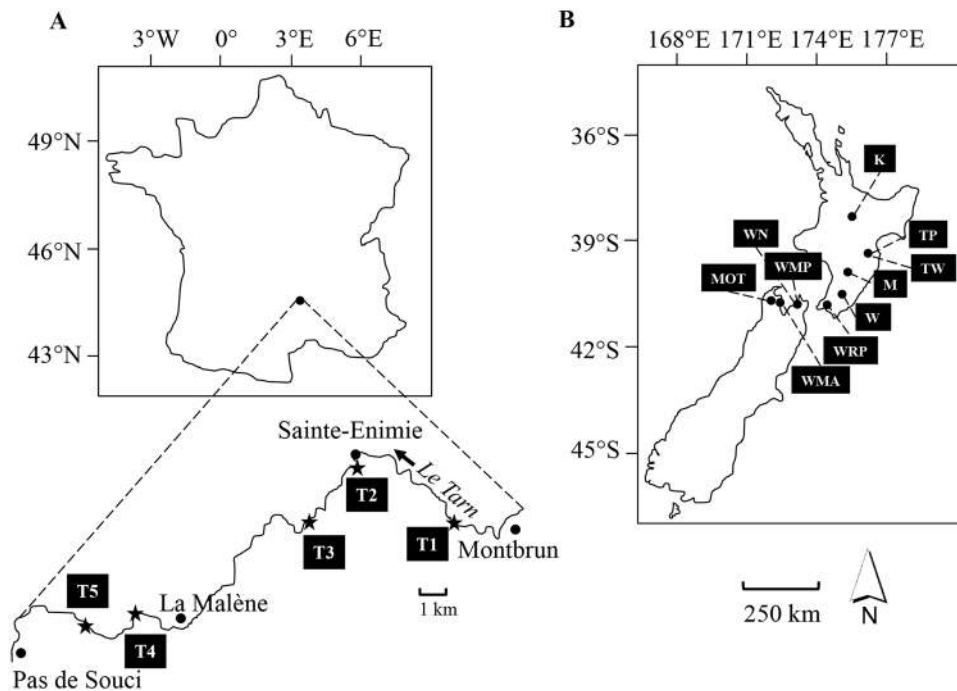 A
3°W 0° 3°E 6°E
49°N
46°N
43°N
Sainte-Enimie
Le Tarn
T2
T3
T1
Montbrun
1 km
T5
La Malène
T4
Pas de Souci
B
168°E 171°E 174°E 177°E
36°S
K
39°S
WN
TP
WMP
TW
MOT
M
W
42°S
WRP
WMA
45°S
250 km
N